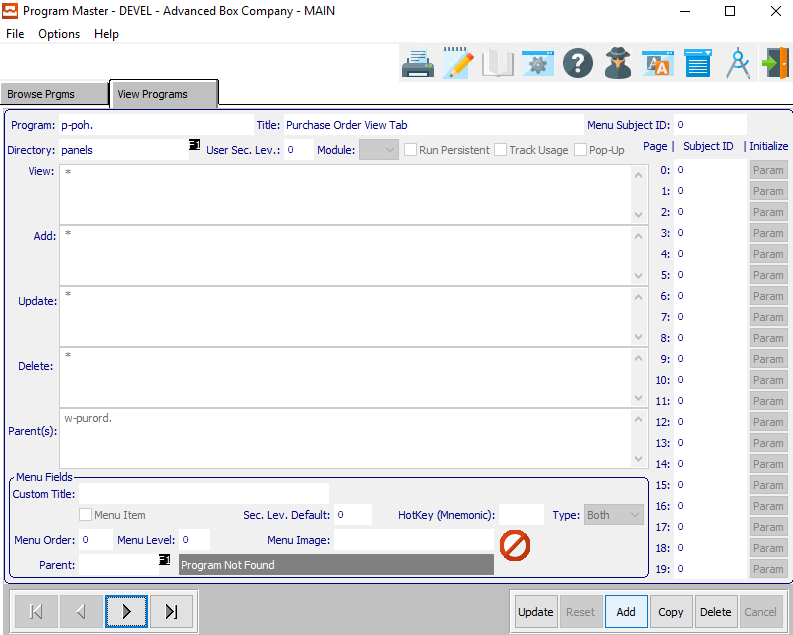 Program Master - DEVEL - Advanced Box Company - MAIN
File Options Help
Browse Prgms View Programs
Program: p-poh. Title: Purchase Order View Tab Menu Subject ID: 0
Directory: panels F1 User Sec. Lev.: 0 Module: Run Persistent Track Usage Pop-Up Page | Subject ID | Initialize
View: * 0: 0 Param
1: 0 Param
2: 0 Param
Add: * 3: 0 Param
4: 0 Param
5: 0 Param
Update: * 6: 0 Param
7: 0 Param
8: 0 Param
Delete: * 9: 0 Param
10: 0 Param
11: 0 Param
Parent(s): w-purord. 12: 0 Param
13: 0 Param
14: 0 Param
Menu Fields 15: 0 Param
Custom Title: 16: 0 Param
Menu Item Sec. Lev. Default: 0 HotKey (Mnemonic): Type: Both 17: 0 Param
Menu Order: 0 Menu Level: 0 Menu Image: 18: 0 Param
Parent: F1 Program Not Found 19: 0 Param
Update Reset Add Copy Delete Cancel